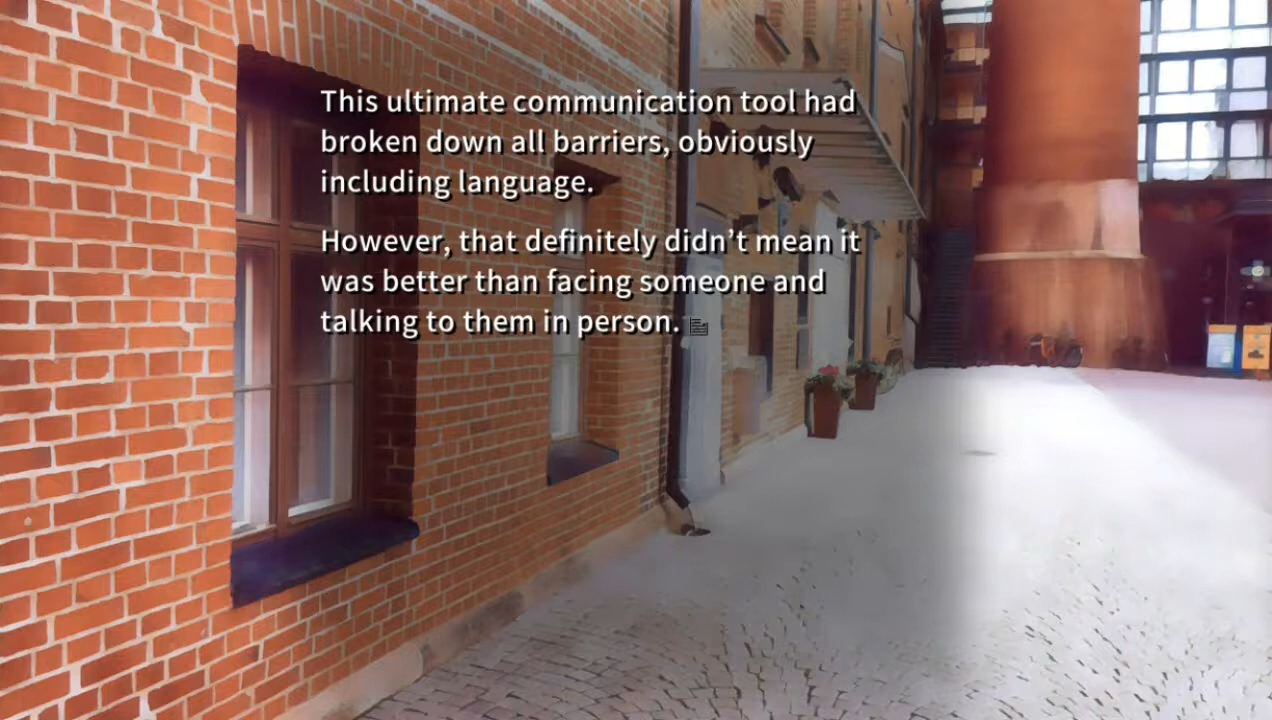 This ultimate communication tool had
broken down all barriers, obviously
including language.
However, that definitely didn’t mean it
was better than facing someone and
talking to them in person.